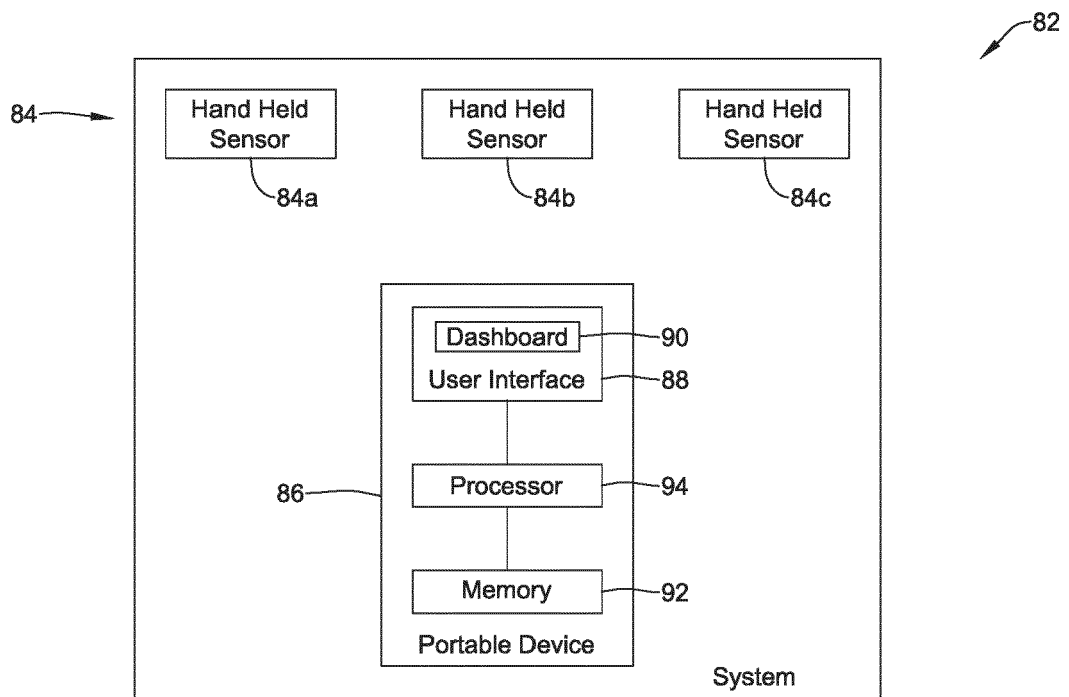 82
84
Hand Held
Sensor
Hand Held
Sensor
Hand Held
Sensor
84a
84b
84c
Dashboard
90
User Interface
88
86
Processor
94
Memory
92
Portable Device
System